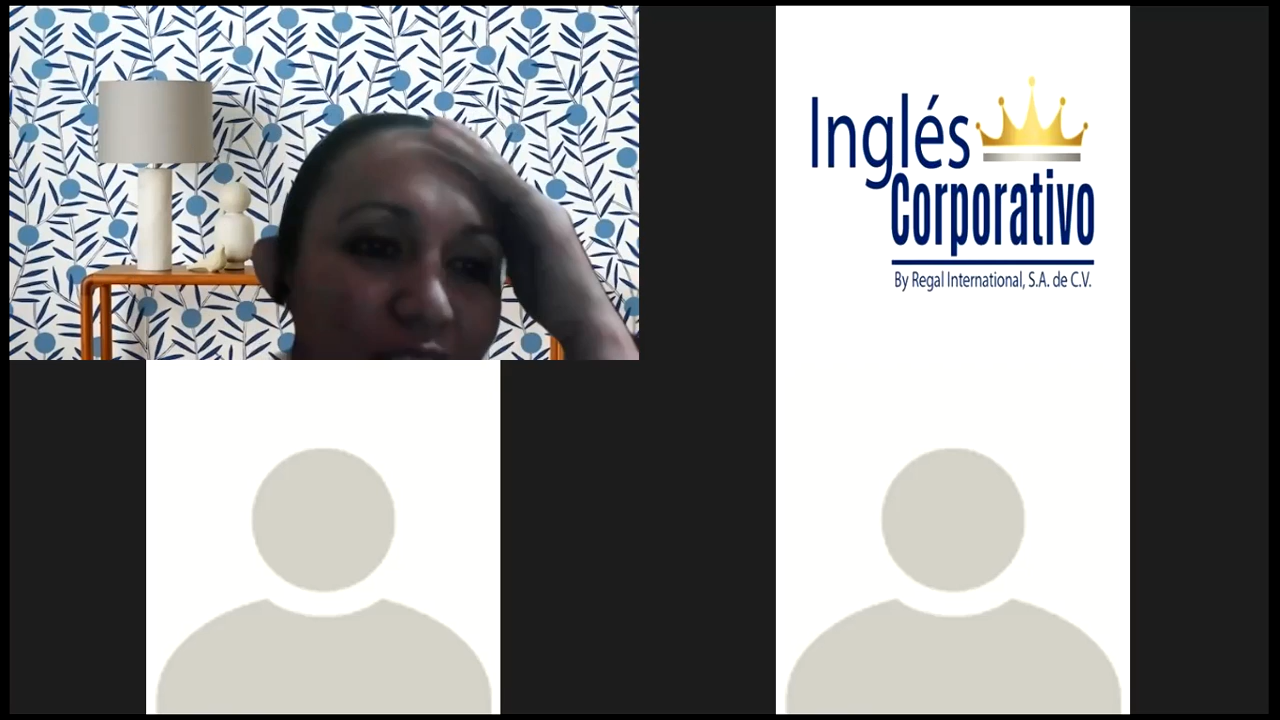 Inglés
Corporativo
By Regal International, S.A. de C.V.